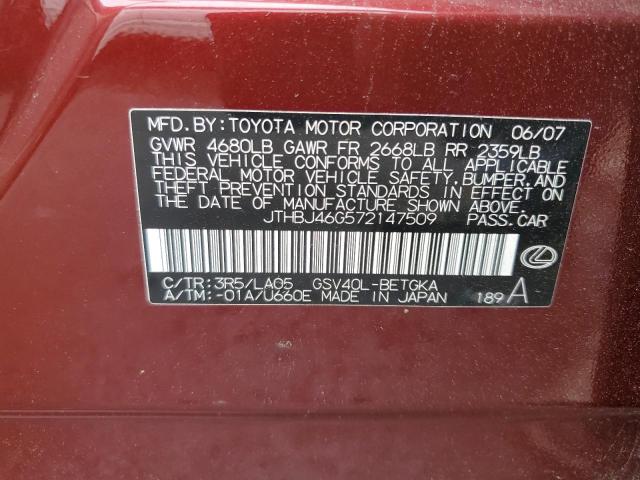 MFD. BY: TOYOTA MOTOR CORPORATION 06/07
GVWR 4680LB GAWR FR 2668LB RR 2359LB
THIS VEHICLE CONFORMS TO ALL APPLICABLE
FEDERAL MOTOR VEHICLE SAFETY, BUMPER, AND
THEFT PREVENTION STANDARDS IN EFFECT ON
THE DATE OF MANUFACTURE SHOWN ABOVE.
JTHBJ46G572147509 PASS. CAR
C/TR: 3R5/LA05 GSV40L-BETGKA
A/TM: -01A/U660E MADE IN JAPAN 189 A